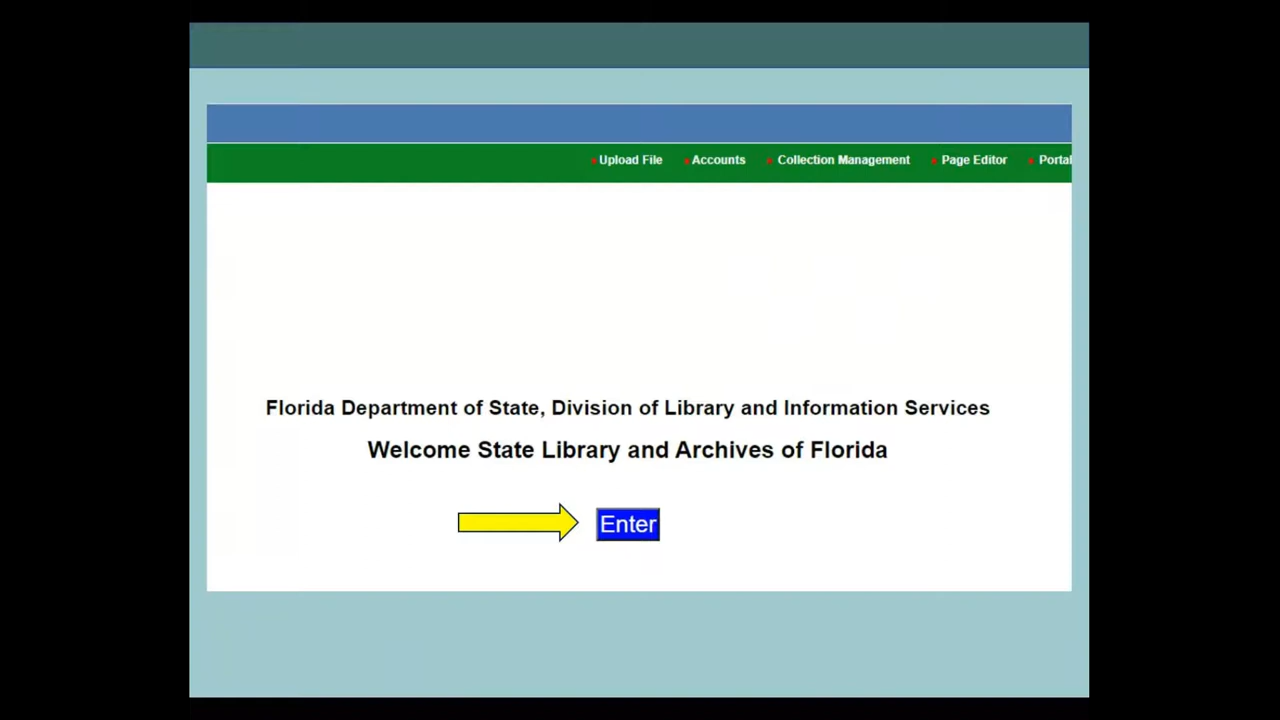 Upload File Accounts Collection Management Page Editor Portal
Florida Department of State, Division of Library and Information Services
Welcome State Library and Archives of Florida
Enter